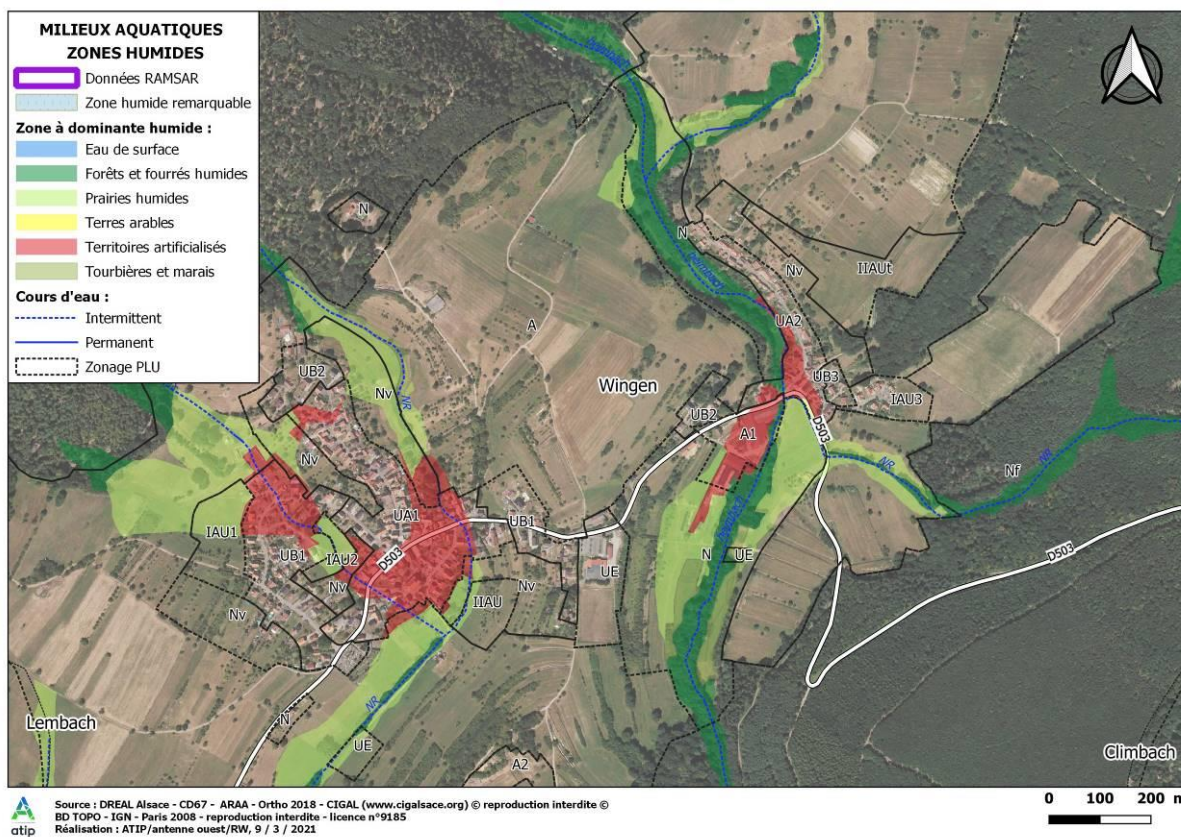 MILIEUX AQUATIQUES
ZONES HUMIDES
Données RAMSAR
Zone humide remarquable
Zone à dominante humide :
Eau de surface
Forêts et fourrés humides
Prairies humides
Terres arables
Territoires artificialisés
Tourbières et marais
Cours d'eau :
Intermittent
Permanent
Zonage PLU
N
N
Nv
IIAUt
A
UA2
UB2
Nv
NR
Wingen
UB3
IAU3
UB2
A1
D503
Nv
NR
NR
Nf
IAU1
UA1
UB1
UB1
IAU2
D503
D503
N
UE
UE
Nv
Nv
IIAU
Nv
NR
Lembach
N
UE
A2
Climbach
atip
Source : DREAL Alsace - CD67 - ARAA - Ortho 2018 - CIGAL (www.cigalsace.org) © reproduction interdite ©
BD TOPO - IGN - Paris 2008 - reproduction interdite - licence n°9185
Réalisation : ATIP/antenne ouest/RW, 9 / 3 / 2021
0 100 200 m